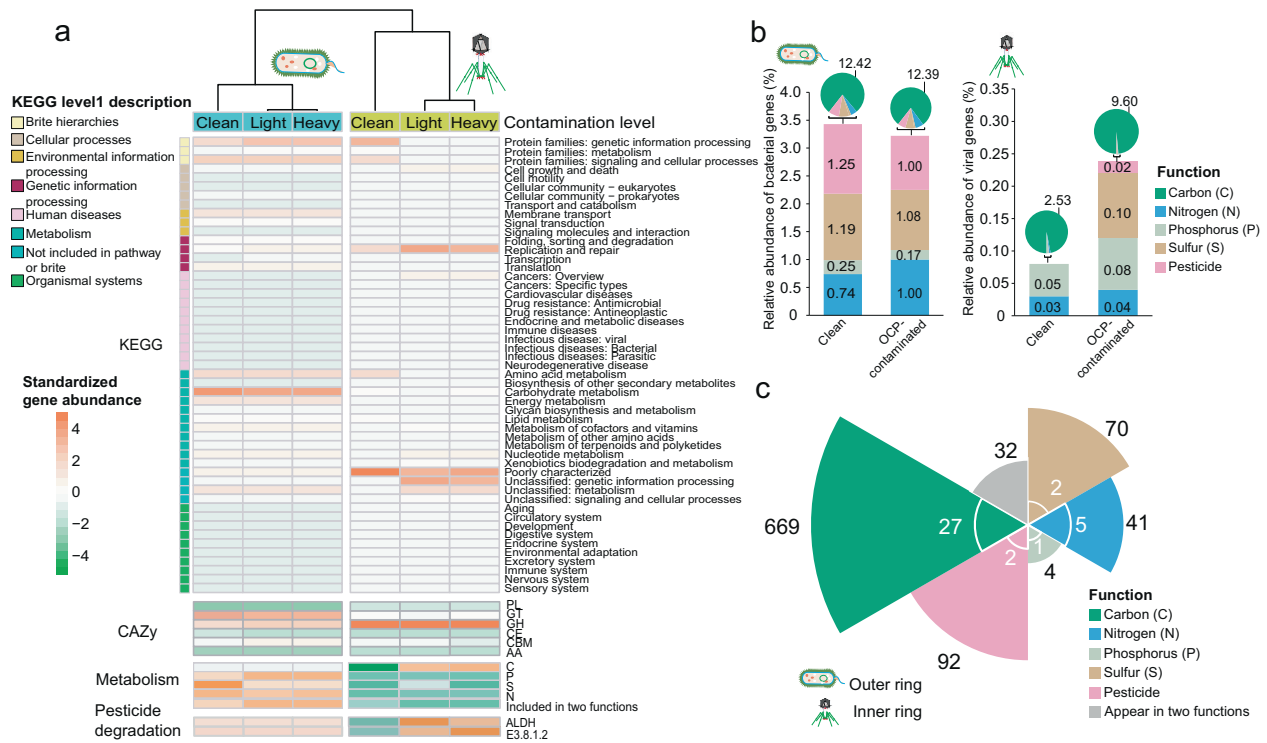 a
KEGG level1 description
Brite hierarchies
Cellular processes
Environmental information
processing
Genetic information
processing
Human diseases
Metabolism
Not included in pathway
or brite
Organismal systems
KEGG
Standardized
gene abundance
4
2
0
−2
−4
CAZy
Metabolism
Pesticide
degradation
Clean Light Heavy Clean Light Heavy Contamination level
Protein families: genetic information processing
Protein families: metabolism
Protein families: signaling and cellular processes
Cell growth and death
Cell motility
Cellular community − eukaryotes
Cellular community − prokaryotes
Transport and catabolism
Membrane transport
Signal transduction
Signaling molecules and interaction
Folding, sorting and degradation
Replication and repair
Transcription
Translation
Cancers: Overview
Cancers: Specific types
Cardiovascular diseases
Drug resistance: Antimicrobial
Drug resistance: Antineoplastic
Endocrine and metabolic diseases
Immune diseases
Infectious disease: viral
Infectious diseases: Bacterial
Infectious diseases: Parasitic
Neurodegenerative disease
Amino acid metabolism
Biosynthesis of other secondary metabolites
Carbohydrate metabolism
Energy metabolism
Glycan biosynthesis and metabolism
Lipid metabolism
Metabolism of cofactors and vitamins
Metabolism of other amino acids
Metabolism of terpenoids and polyketides
Nucleotide metabolism
Xenobiotics biodegradation and metabolism
Poorly characterized
Unclassified: genetic information processing
Unclassified: metabolism
Unclassified: signaling and cellular processes
Aging
Circulatory system
Development
Digestive system
Endocrine system
Environmental adaptation
Excretory system
Immune system
Nervous system
Sensory system
PL
GT
GH
CE
CBM
AA
C
P
S
N
Included in two functions
ALDH
E3.8.1.2
b
Relative abundance of bcaterial genes (%)
4.0
3.5
3.0
2.5
2.0
1.5
1.0
0.5
0
12.42
1.25
1.19
0.25
0.74
Clean
12.39
1.00
1.08
0.17
1.00
OCP-
contaminated
Relative abundance of viral genes (%)
0.35
0.30
0.25
0.20
0.15
0.10
0.05
0.00
2.53
0.05
0.03
Clean
9.60
0.02
0.10
0.08
0.04
OCP-
contaminated
Function
Carbon (C)
Nitrogen (N)
Phosphorus (P)
Sulfur (S)
Pesticide
c
32
70
2
669
27
5
41
2
1
4
92
Outer ring
Inner ring
Function
Carbon (C)
Nitrogen (N)
Phosphorus (P)
Sulfur (S)
Pesticide
Appear in two functions